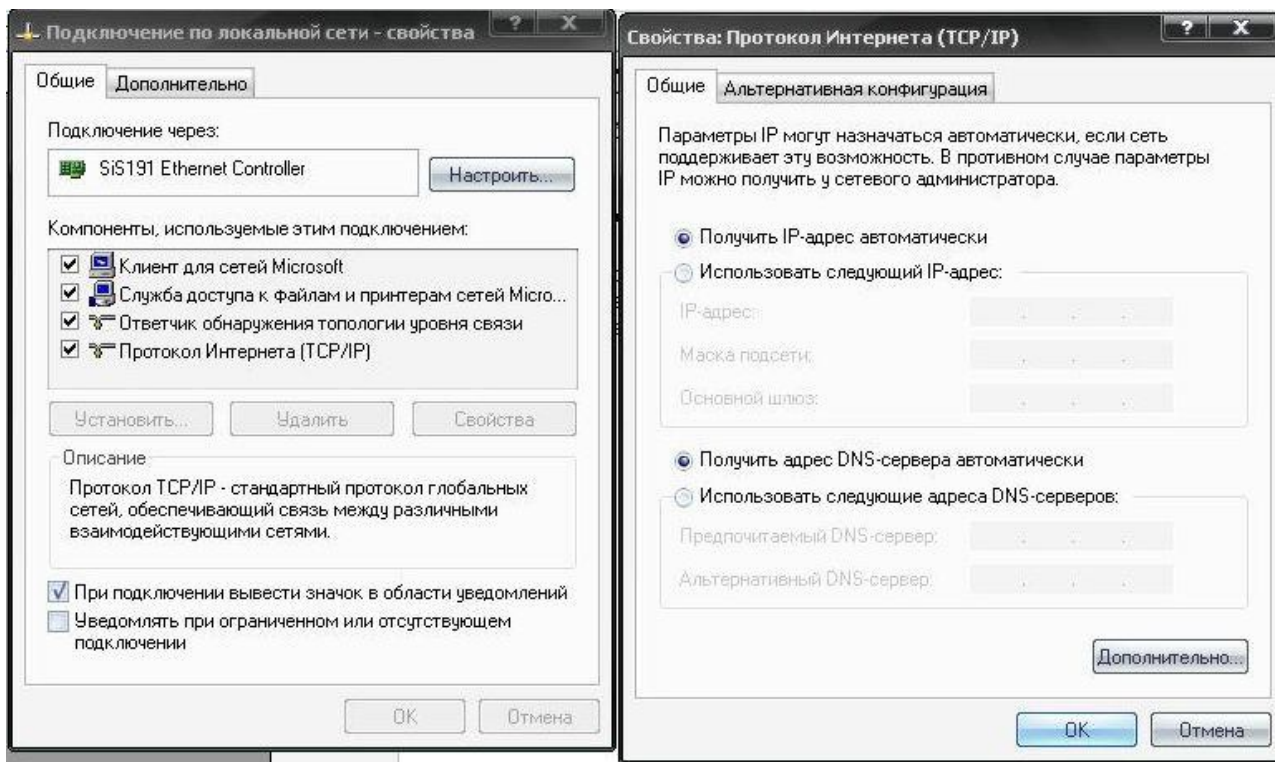 Подключение по локальной сети - свойства
Общие
Дополнительно
Подключение через:
SiS191 Ethernet Controller
Настроить...
Компоненты, используемые этим подключением:
Клиент для сетей Microsoft
Служба доступа к файлам и принтерам сетей Micro...
Ответчик обнаружения топологии уровня связи
Протокол Интернета (TCP/IP)
Установить...
Удалить
Свойства
Описание
Протокол TCP/IP - стандартный протокол глобальных
сетей, обеспечивающий связь между различными
взаимодействующими сетями.
При подключении вывести значок в области уведомлений
Уведомлять при ограниченном или отсутствующем
подключении
OK
Отмена
Свойства: Протокол Интернета (TCP/IP)
Общие
Альтернативная конфигурация
Параметры IP могут назначаться автоматически, если сеть
поддерживает эту возможность. В противном случае параметры
IP можно получить у сетевого администратора.
Получить IP-адрес автоматически
Использовать следующий IP-адрес:
IP-адрес:
Маска подсети:
Основной шлюз:
Получить адрес DNS-сервера автоматически
Использовать следующие адреса DNS-серверов:
Предпочитаемый DNS-сервер:
Альтернативный DNS-сервер:
Дополнительно...
OK
Отмена